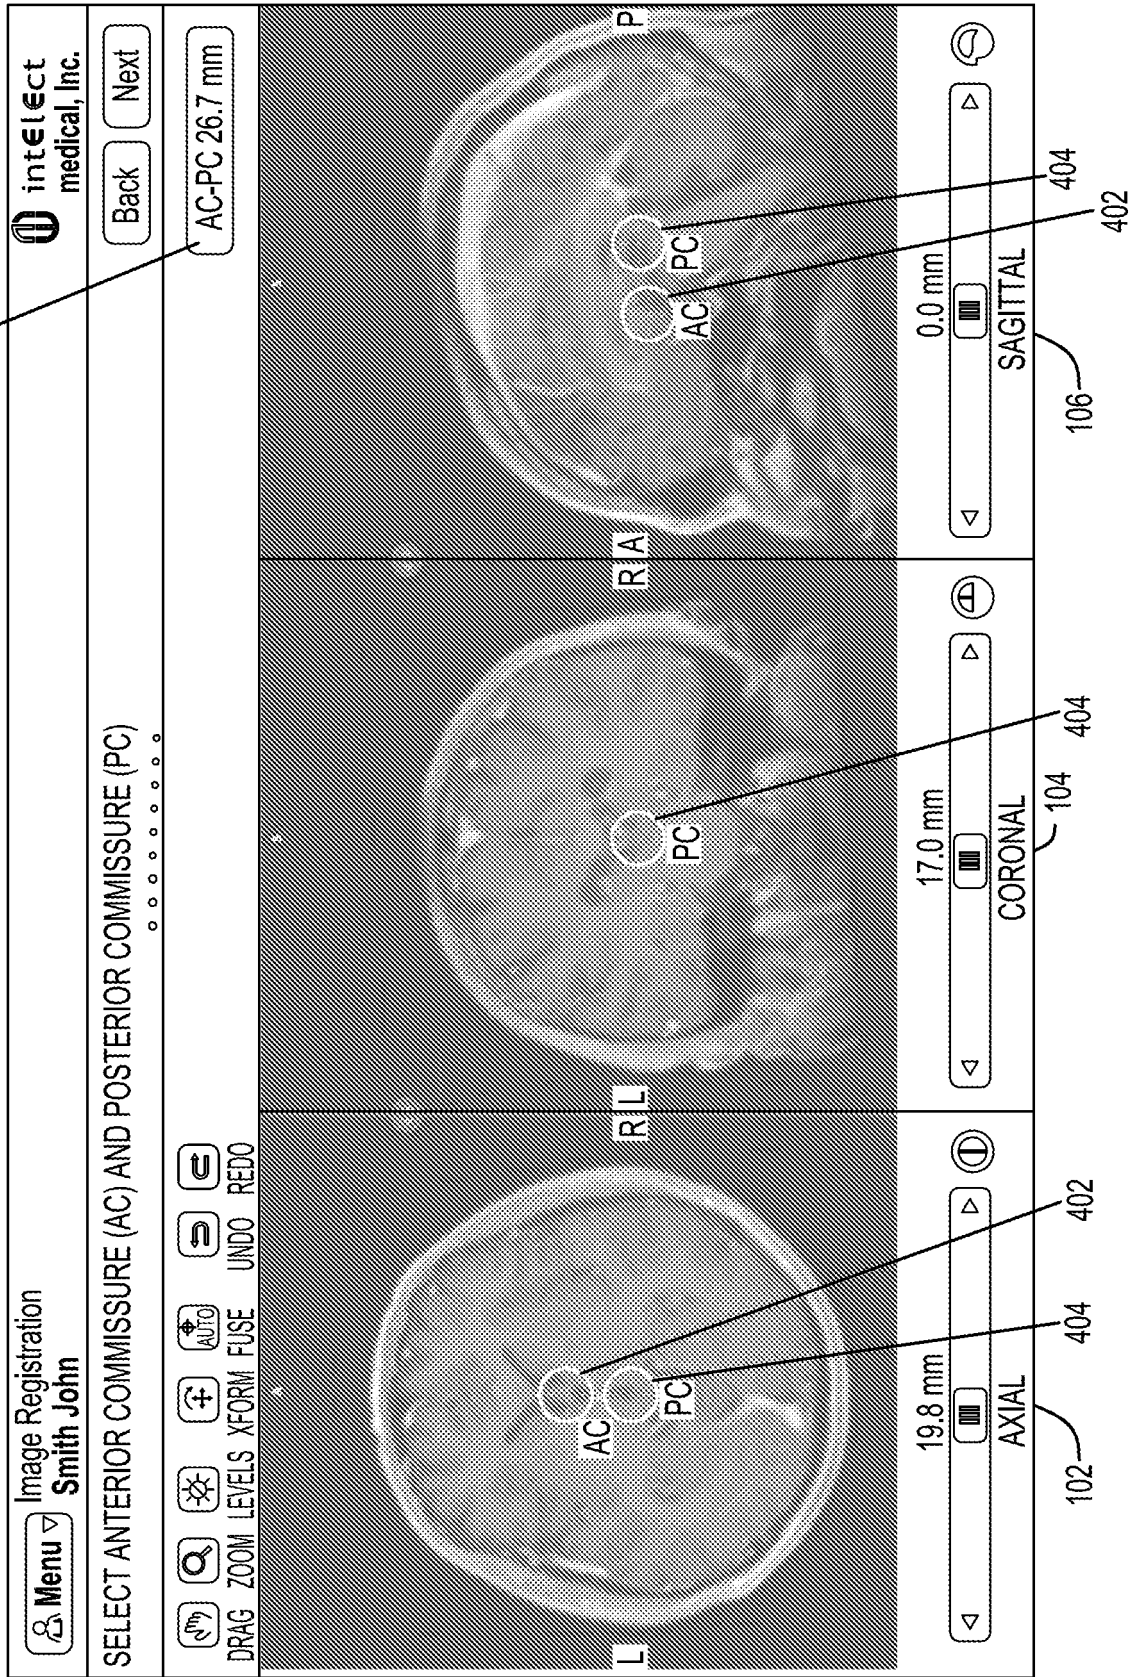 Menu
Image Registration
Smith John
intelect
medical, Inc.
SELECT ANTERIOR COMMISSURE (AC) AND POSTERIOR COMMISSURE (PC)
Back
Next
DRAG ZOOM LEVELS XFORM FUSE UNDO REDO
AUTO
AC-PC 26.7 mm
L
AC
PC
R
L
PC
R
A
AC
PC
P
19.8 mm
AXIAL
17.0 mm
CORONAL
0.0 mm
SAGITTAL
102
404
402
104
404
106
402
404